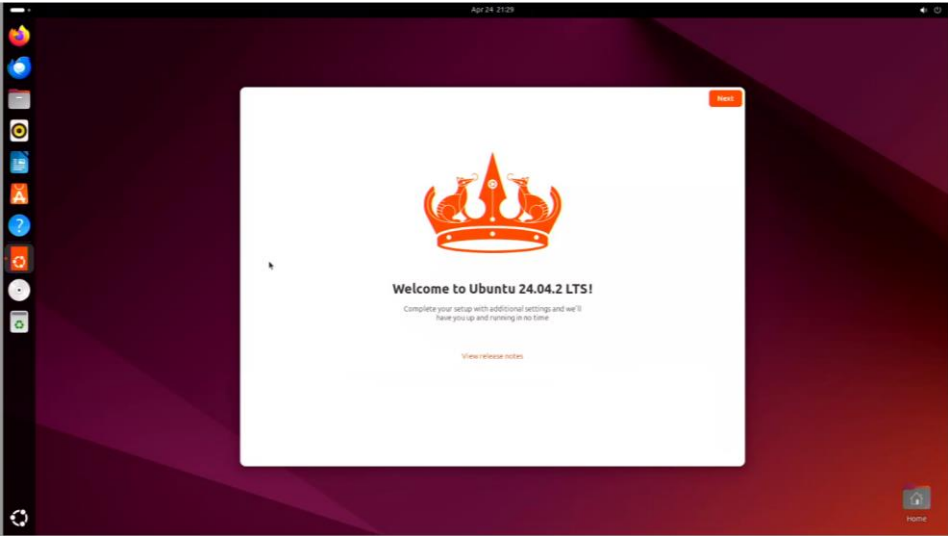 Apr 24 21:29
Next
Welcome to Ubuntu 24.04.2 LTS!
Complete your setup with additional settings and we'll
have you up and running in no time
View release notes
Home